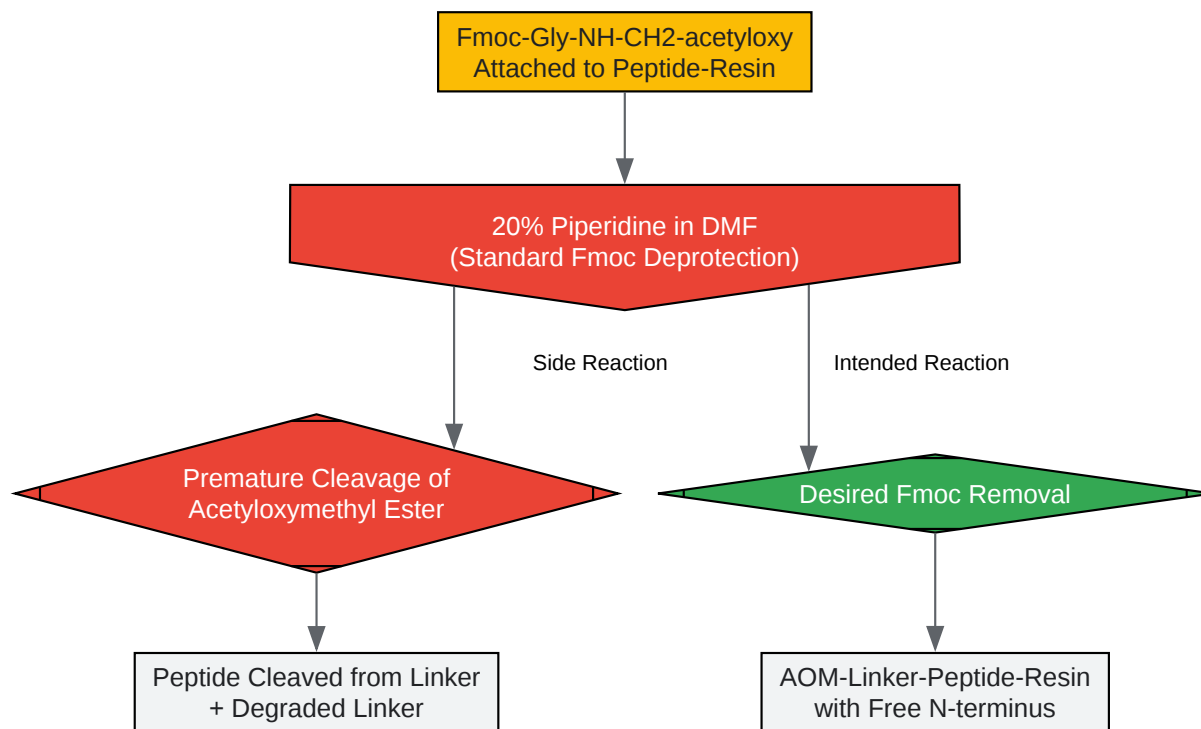 Fmoc-Gly-NH-CH2-acetyloxy
Attached to Peptide-Resin
20% Piperidine in DMF
(Standard Fmoc Deprotection)
Side Reaction
Intended Reaction
Premature Cleavage of
Acetyloxymethyl Ester
Desired Fmoc Removal
Peptide Cleaved from Linker
+ Degraded Linker
AOM-Linker-Peptide-Resin
with Free N-terminus